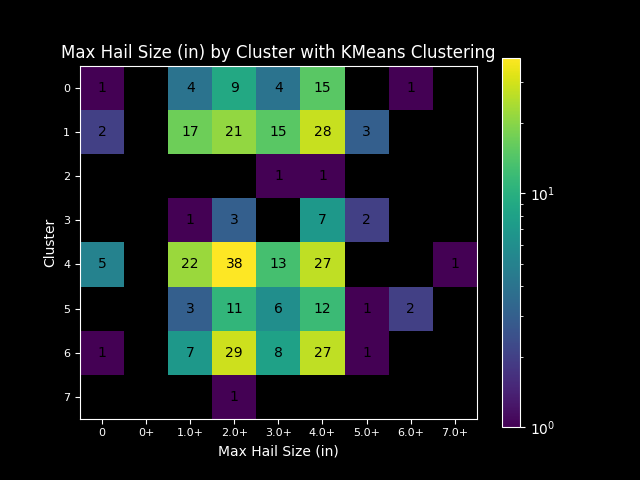 Max Hail Size (in) by Cluster with KMeans Clustering
0 1 4 9 4 15 1
1 2 17 21 15 28 3
2 1 1
3 1 3 7 2
4 5 22 38 13 27 1
5 3 11 6 12 1 2
6 1 7 29 8 27 1
7 1
0 0+ 1.0+ 2.0+ 3.0+ 4.0+ 5.0+ 6.0+ 7.0+
Max Hail Size (in)
Cluster
10¹
10⁰